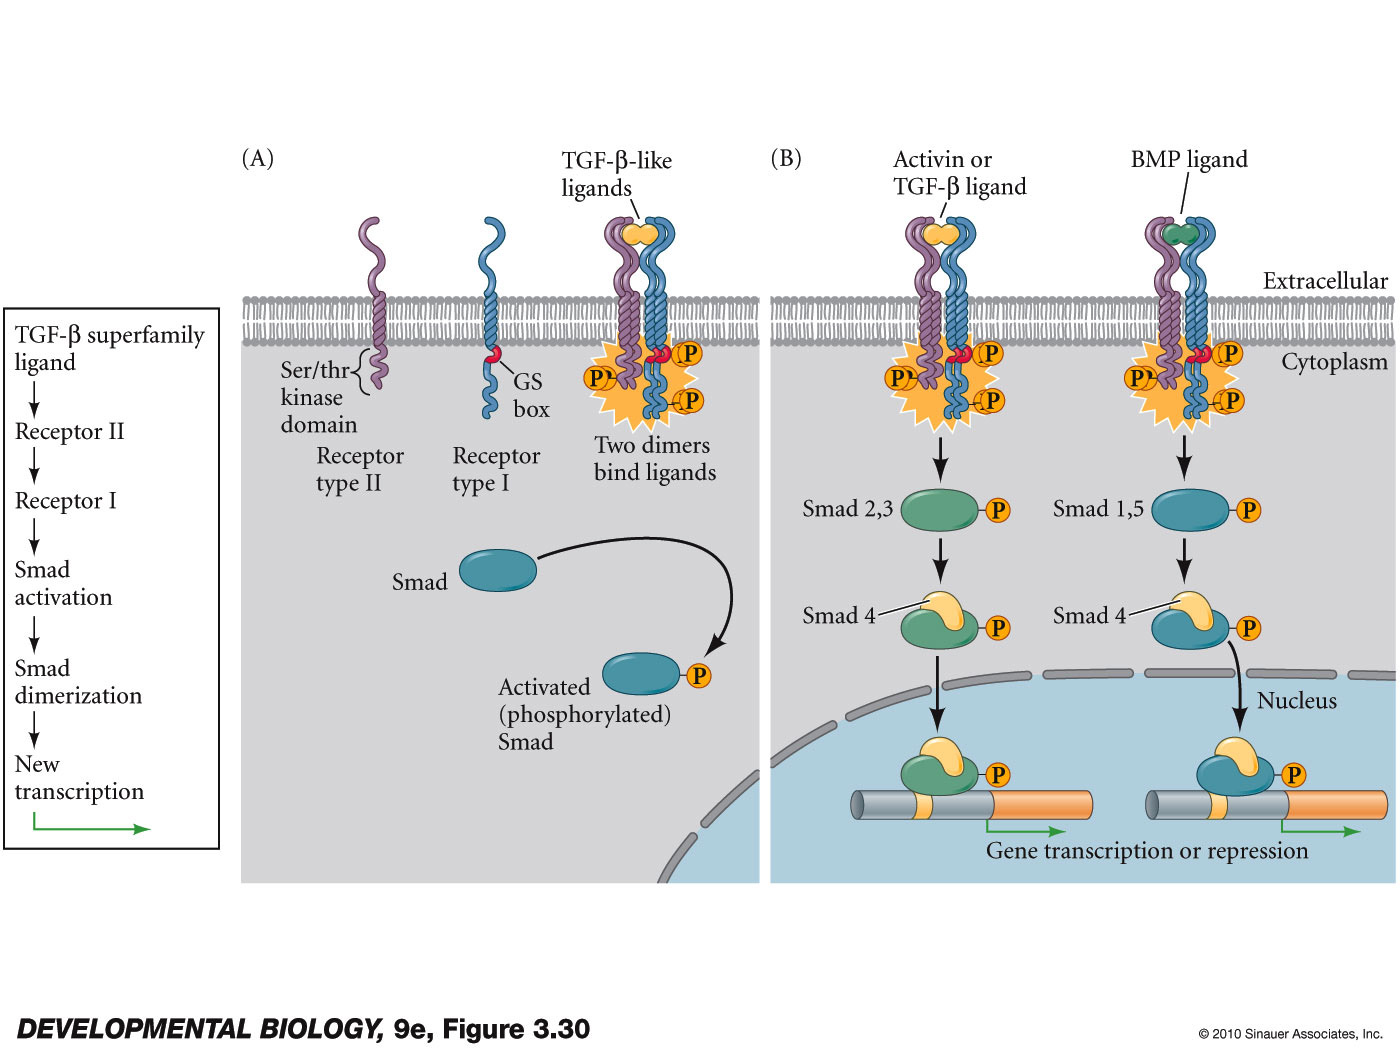 TGF-β superfamily
ligand
Receptor II
Receptor I
Smad
activation
Smad
dimerization
New
transcription
(A)
TGF-β-like
ligands
Ser/thr
kinase
domain
GS
box
P
P
P
Receptor
type II
Receptor
type I
Two dimers
bind ligands
Smad
P
Activated
(phosphorylated)
Smad
(B)
Activin or
TGF-β ligand
BMP ligand
Extracellular
Cytoplasm
P
P
P
P
P
P
Smad 2,3
P
Smad 1,5
P
Smad 4
P
Smad 4
P
Nucleus
P
P
Gene transcription or repression
DEVELOPMENTAL BIOLOGY, 9e, Figure 3.30
© 2010 Sinauer Associates, Inc.